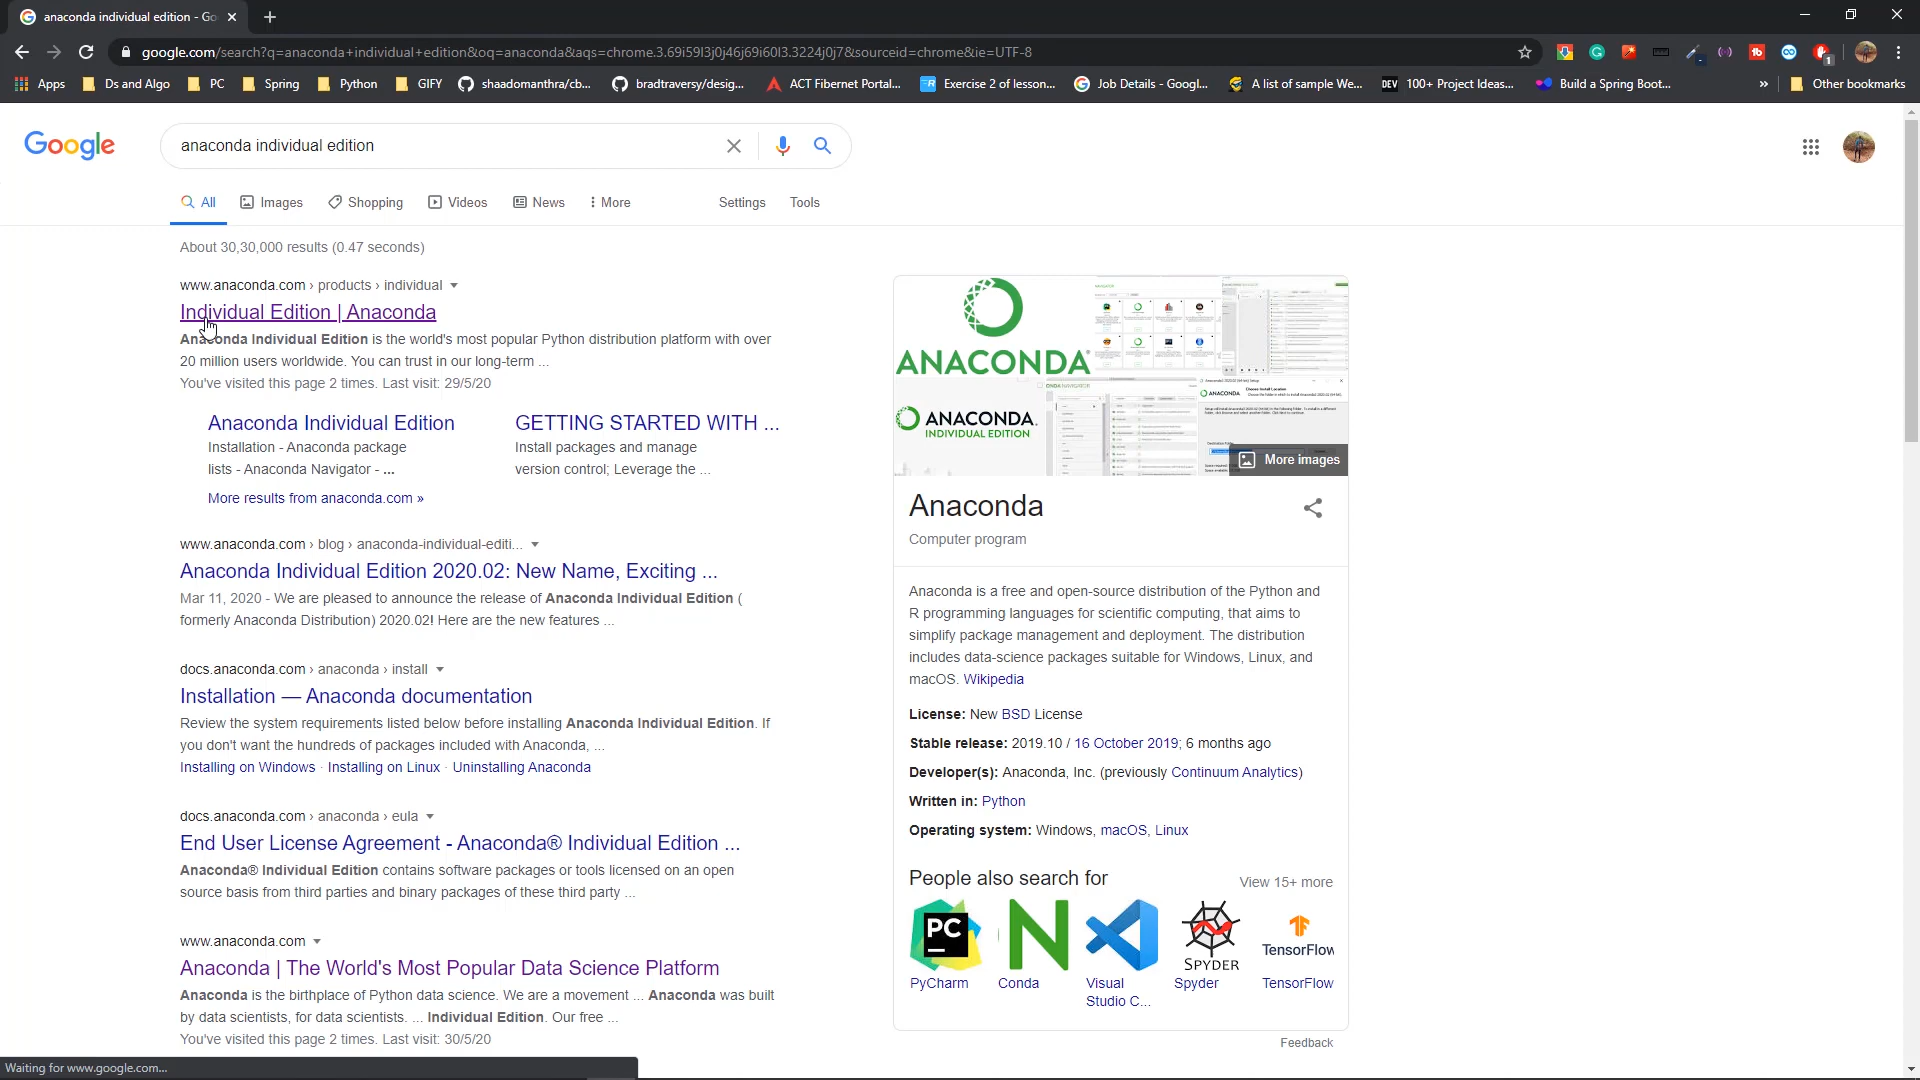 anaconda individual edition - Go
google.com/search?q=anaconda+individual+edition&oq=anaconda&aqs=chrome.3.69i59l3j0j46j69i60l3.3224j0j7&sourceid=chrome&ie=UTF-8
Apps Ds and Algo PC Spring Python GIFY shaadomanthra/cb... bradtraversy/desig... ACT Fibernet Portal... Exercise 2 of lesson... Job Details - Googl... A list of sample We... DEV 100+ Project Ideas... Build a Spring Boot... » Other bookmarks
Google anaconda individual edition
All Images Shopping Videos News More Settings Tools
About 30,30,000 results (0.47 seconds)
www.anaconda.com › products › individual
Individual Edition | Anaconda
Anaconda Individual Edition is the world's most popular Python distribution platform with over
20 million users worldwide. You can trust in our long-term ...
You've visited this page 2 times. Last visit: 29/5/20
Anaconda Individual Edition
Installation - Anaconda package
lists - Anaconda Navigator - ...
GETTING STARTED WITH ...
Install packages and manage
version control; Leverage the ...
More results from anaconda.com »
www.anaconda.com › blog › anaconda-individual-editi...
Anaconda Individual Edition 2020.02: New Name, Exciting ...
Mar 11, 2020 - We are pleased to announce the release of Anaconda Individual Edition (
formerly Anaconda Distribution) 2020.02! Here are the new features ...
docs.anaconda.com › anaconda › install
Installation — Anaconda documentation
Review the system requirements listed below before installing Anaconda Individual Edition. If
you don't want the hundreds of packages included with Anaconda, ...
Installing on Windows · Installing on Linux · Uninstalling Anaconda
docs.anaconda.com › anaconda › eula
End User License Agreement - Anaconda® Individual Edition ...
Anaconda® Individual Edition contains software packages or tools licensed on an open
source basis from third parties and binary packages of these third party ...
www.anaconda.com
Anaconda | The World's Most Popular Data Science Platform
Anaconda is the birthplace of Python data science. We are a movement ... Anaconda was built
by data scientists, for data scientists. ... Individual Edition. Our free ...
You've visited this page 2 times. Last visit: 30/5/20
Waiting for www.google.com...
ANACONDA
ANACONDA.
INDIVIDUAL EDITION
ANACONDA
More images
Anaconda
Computer program
Anaconda is a free and open-source distribution of the Python and
R programming languages for scientific computing, that aims to
simplify package management and deployment. The distribution
includes data-science packages suitable for Windows, Linux, and
macOS. Wikipedia
License: New BSD License
Stable release: 2019.10 / 16 October 2019; 6 months ago
Developer(s): Anaconda, Inc. (previously Continuum Analytics)
Written in: Python
Operating system: Windows, macOS, Linux
People also search for View 15+ more
PC
SPYDER
TensorFlow
PyCharm Conda Visual Studio C... Spyder TensorFlow
Feedback